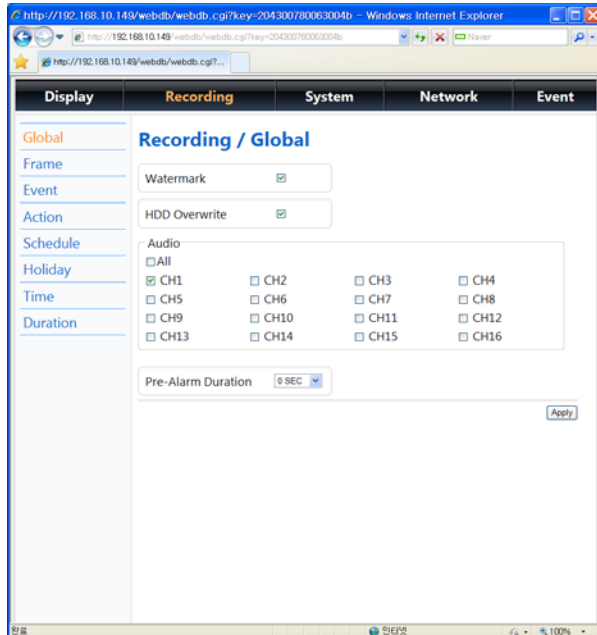 http://192.168.10.149/webdb/webdb.cgi?key=204300780063004b - Windows Internet Explorer
http://192.168.10.149/webdb/webdb.cgi?key=204300780063004b Naver
http://192.168.10.149/webdb/webdb.cgi?...
Display Recording System Network Event
Global
Frame
Event
Action
Schedule
Holiday
Time
Duration
Recording / Global
Watermark
HDD Overwrite
Audio
All
CH1 CH2 CH3 CH4
CH5 CH6 CH7 CH8
CH9 CH10 CH11 CH12
CH13 CH14 CH15 CH16
Pre-Alarm Duration 0 SEC
Apply
완료 인터넷 100%